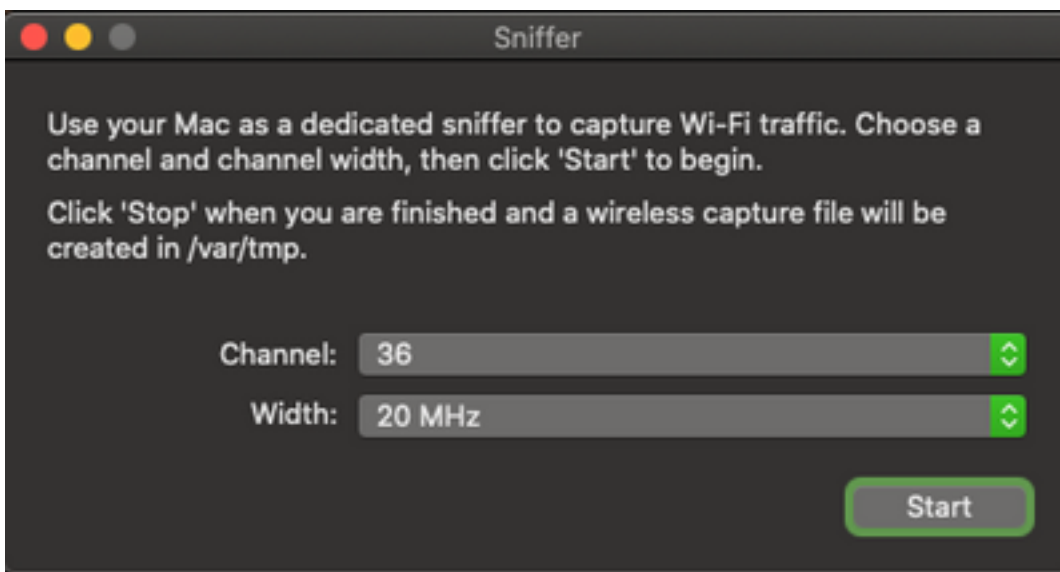 Sniffer
Use your Mac as a dedicated sniffer to capture Wi-Fi traffic. Choose a
channel and channel width, then click 'Start' to begin.
Click 'Stop' when you are finished and a wireless capture file will be
created in /var/tmp.
Channel: 36
Width: 20 MHz
Start